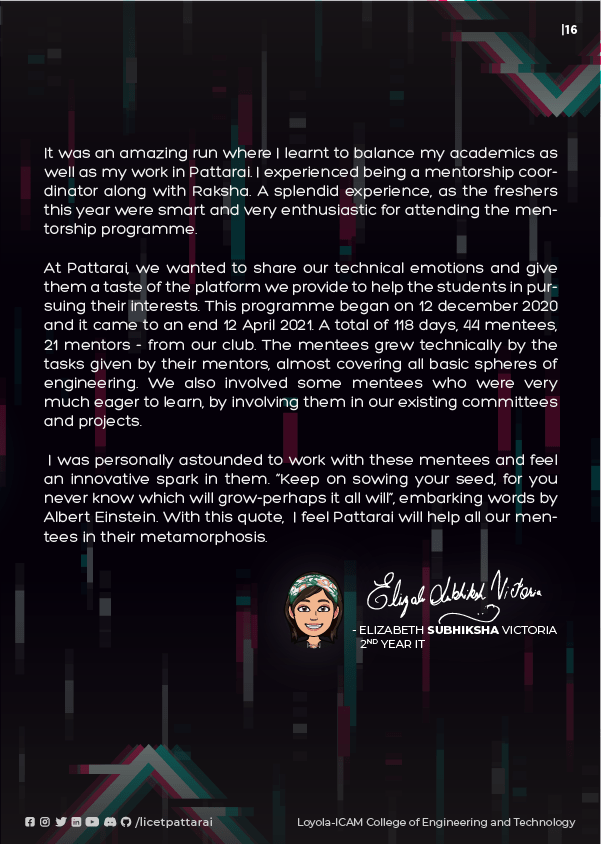 |16
It was an amazing run where I learnt to balance my academics as
well as my work in Pattarai. I experienced being a mentorship coor-
dinator along with Raksha. A splendid experience, as the freshers
this year were smart and very enthusiastic for attending the men-
torship programme.
At Pattarai, we wanted to share our technical emotions and give
them a taste of the platform we provide to help the students in pur-
suing their interests. This programme began on 12 december 2020
and it came to an end 12 April 2021. A total of 118 days, 44 mentees,
21 mentors - from our club. The mentees grew technically by the
tasks given by their mentors, almost covering all basic spheres of
engineering. We also involved some mentees who were very
much eager to learn, by involving them in our existing committees
and projects.
I was personally astounded to work with these mentees and feel
an innovative spark in them. "Keep on sowing your seed, for you
never know which will grow-perhaps it all will", embarking words by
Albert Einstein. With this quote, I feel Pattarai will help all our men-
tees in their metamorphosis.
- ELIZABETH SUBHIKSHA VICTORIA
2ND YEAR IT
/licetpattarai
Loyola-ICAM College of Engineering and Technology